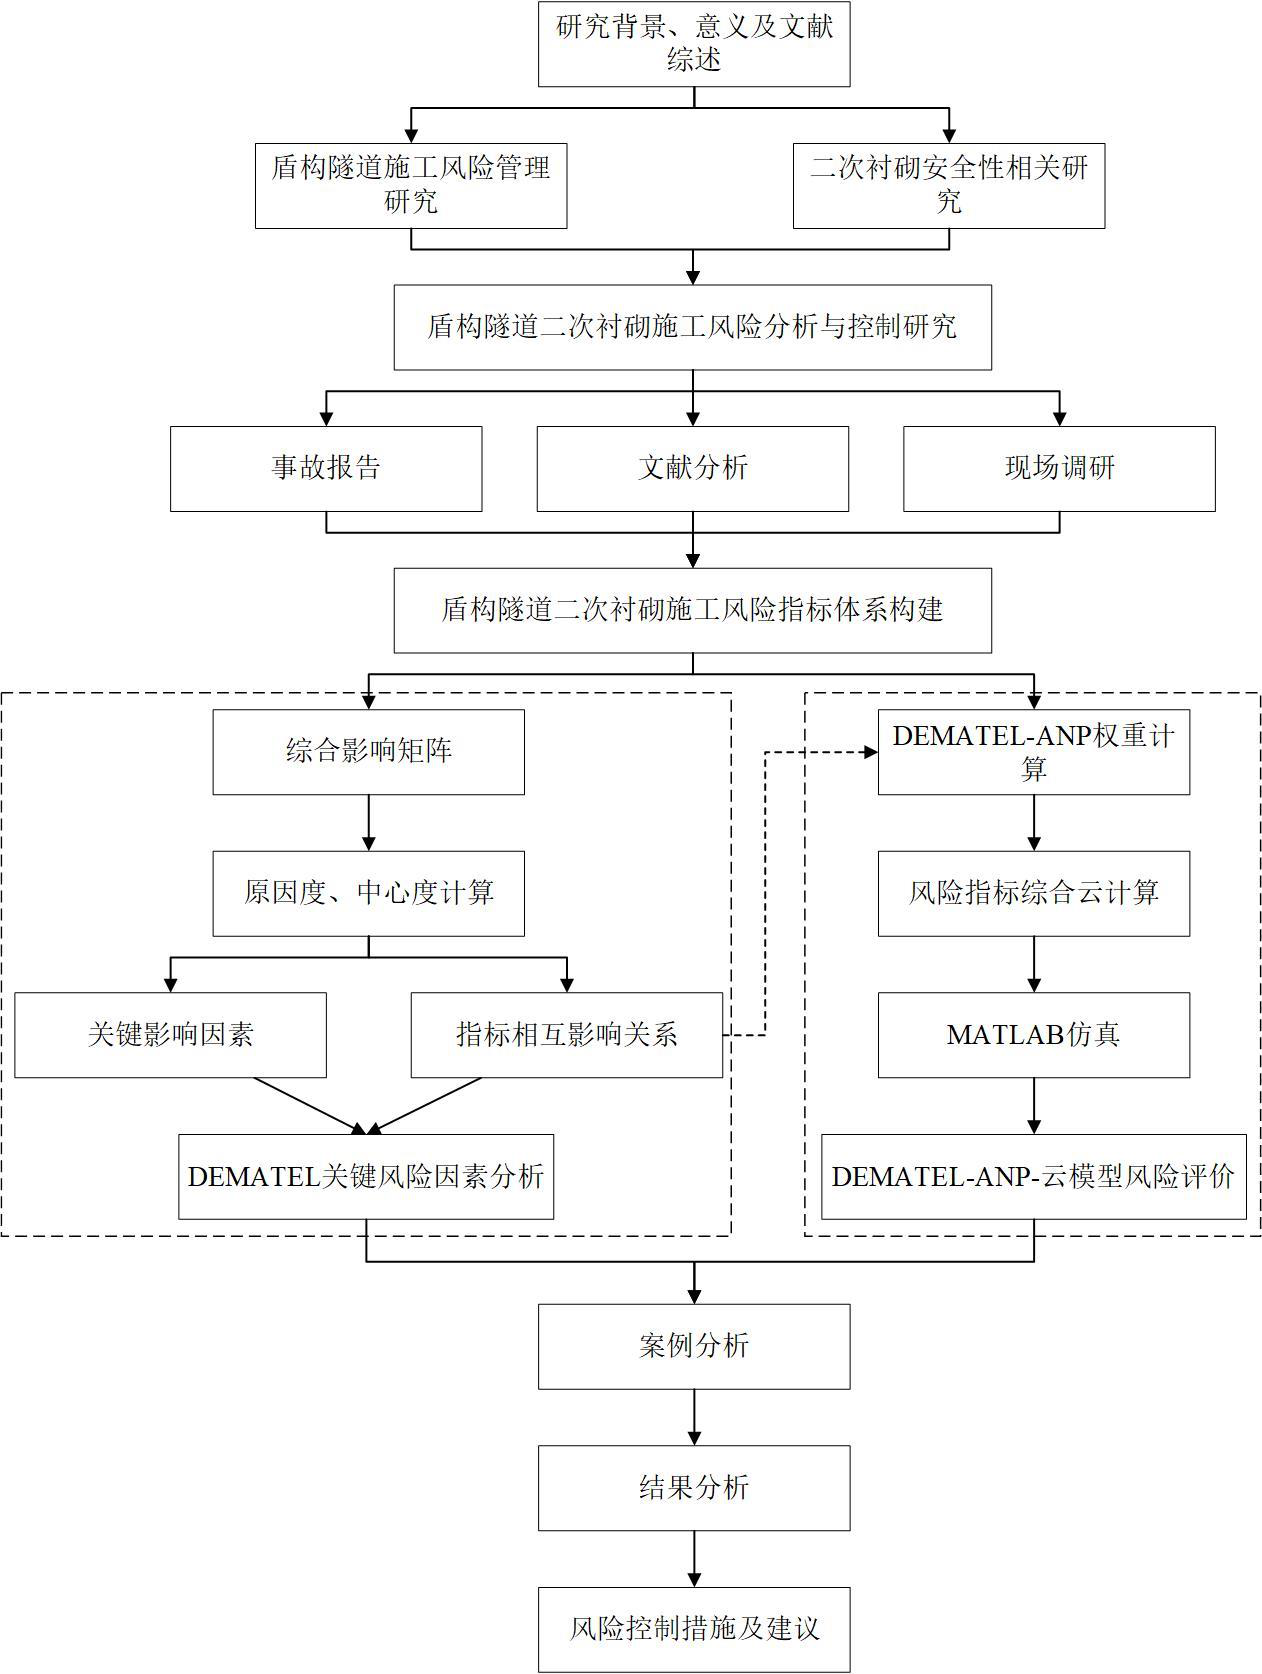 研究背景、意义及文献
综述
盾构隧道施工风险管理
研究
二次衬砌安全性相关研
究
盾构隧道二次衬砌施工风险分析与控制研究
事故报告
文献分析
现场调研
盾构隧道二次衬砌施工风险指标体系构建
综合影响矩阵
DEMATEL-ANP权重计
算
原因度、中心度计算
风险指标综合云计算
关键影响因素
指标相互影响关系
MATLAB仿真
DEMATEL关键风险因素分析
DEMATEL-ANP-云模型风险评价
案例分析
结果分析
风险控制措施及建议